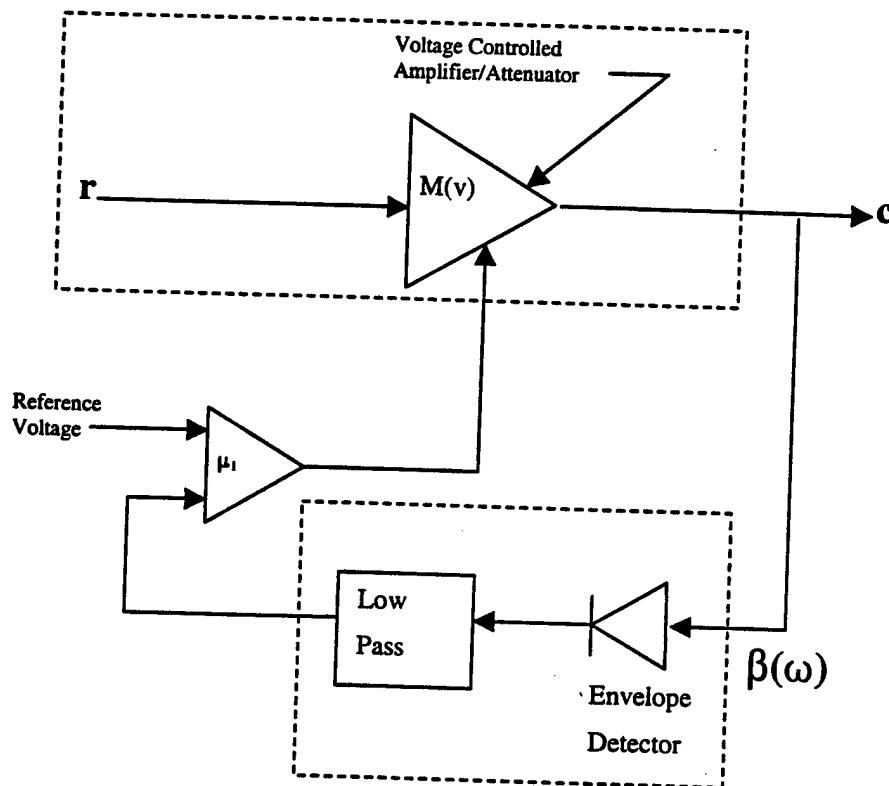 Voltage Controlled
Amplifier/Attenuator
r
M(v)
c
Reference
Voltage
μ₁
Low
Pass
β(ω)
Envelope
Detector